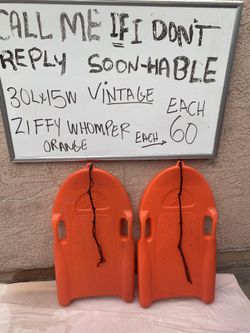 CALL ME IF I DON'T
REPLY SOON-HABLE
30L×15W VINTAGE EACH
ZIFFY WHOMPER EACH 60
ORANGE